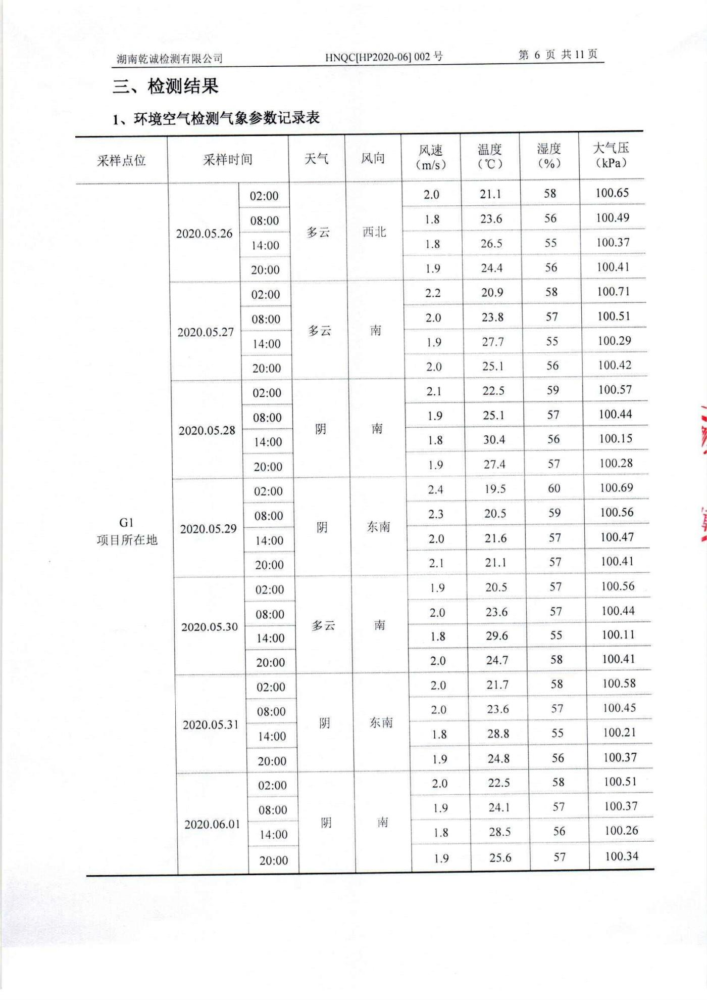 湖南乾诚检测有限公司 HNQC[HP2020-06] 002 号 第 6 页 共 11 页
三、检测结果
1、环境空气检测气象参数记录表
采样点位 采样时间 天气 风向 风速(m/s) 温度(℃) 湿度(%) 大气压(kPa)
G1
项目所在地
2020.05.26 多云 西北
02:00 2.0 21.1 58 100.65
08:00 1.8 23.6 56 100.49
14:00 1.8 26.5 55 100.37
20:00 1.9 24.4 56 100.41
2020.05.27 多云 南
02:00 2.2 20.9 58 100.71
08:00 2.0 23.8 57 100.51
14:00 1.9 27.7 55 100.29
20:00 2.0 25.1 56 100.42
2020.05.28 阴 南
02:00 2.1 22.5 59 100.57
08:00 1.9 25.1 57 100.44
14:00 1.8 30.4 56 100.15
20:00 1.9 27.4 57 100.28
2020.05.29 阴 东南
02:00 2.4 19.5 60 100.69
08:00 2.3 20.5 59 100.56
14:00 2.0 21.6 57 100.47
20:00 2.1 21.1 57 100.41
2020.05.30 多云 南
02:00 1.9 20.5 57 100.56
08:00 2.0 23.6 57 100.44
14:00 1.8 29.6 55 100.11
20:00 2.0 24.7 58 100.41
2020.05.31 阴 东南
02:00 2.0 21.7 58 100.58
08:00 2.0 23.6 57 100.45
14:00 1.8 28.8 55 100.21
20:00 1.9 24.8 56 100.37
2020.06.01 阴 南
02:00 2.0 22.5 58 100.51
08:00 1.9 24.1 57 100.37
14:00 1.8 28.5 56 100.26
20:00 1.9 25.6 57 100.34